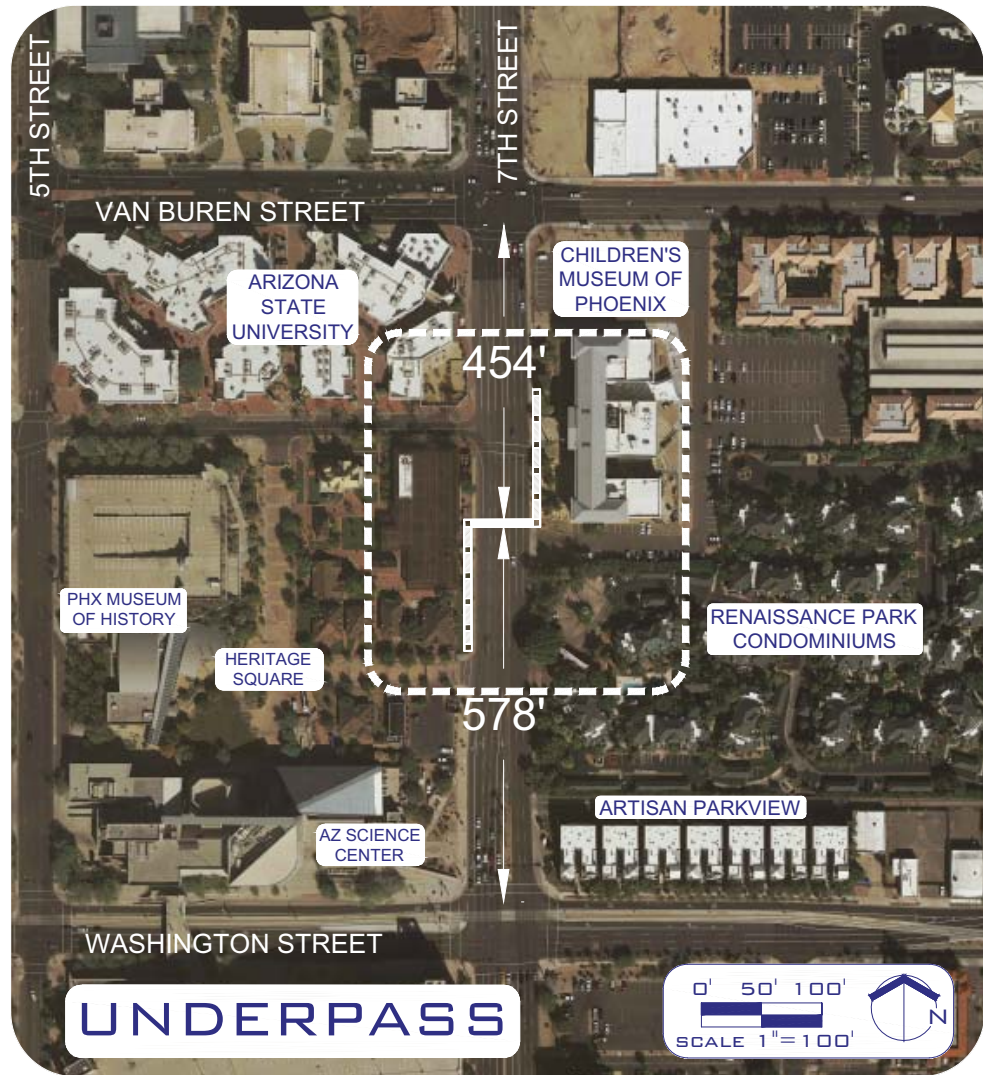 5TH STREET
7TH STREET
VAN BUREN STREET
ARIZONA
STATE
UNIVERSITY
CHILDREN'S
MUSEUM OF
PHOENIX
454'
PHX MUSEUM
OF HISTORY
HERITAGE
SQUARE
RENAISSANCE PARK
CONDOMINIUMS
578'
AZ SCIENCE
CENTER
ARTISAN PARKVIEW
WASHINGTON STREET
UNDERPASS
0' 50' 100'
SCALE 1"=100'
N